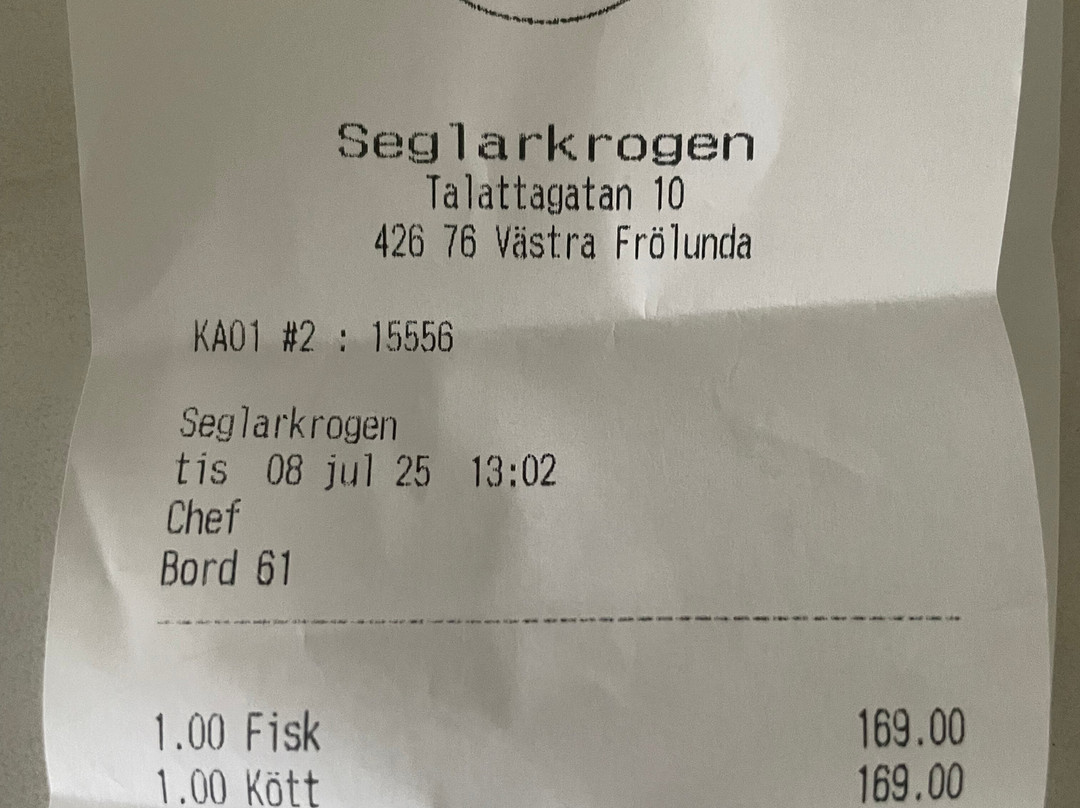 Seglarkrogen
Talattagatan 10
426 76 Västra Frölunda
KA01 #2 : 15556
Seglarkrogen
tis 08 jul 25 13:02
Chef
Bord 61
1.00 Fisk 169.00
1.00 Kött 169.00